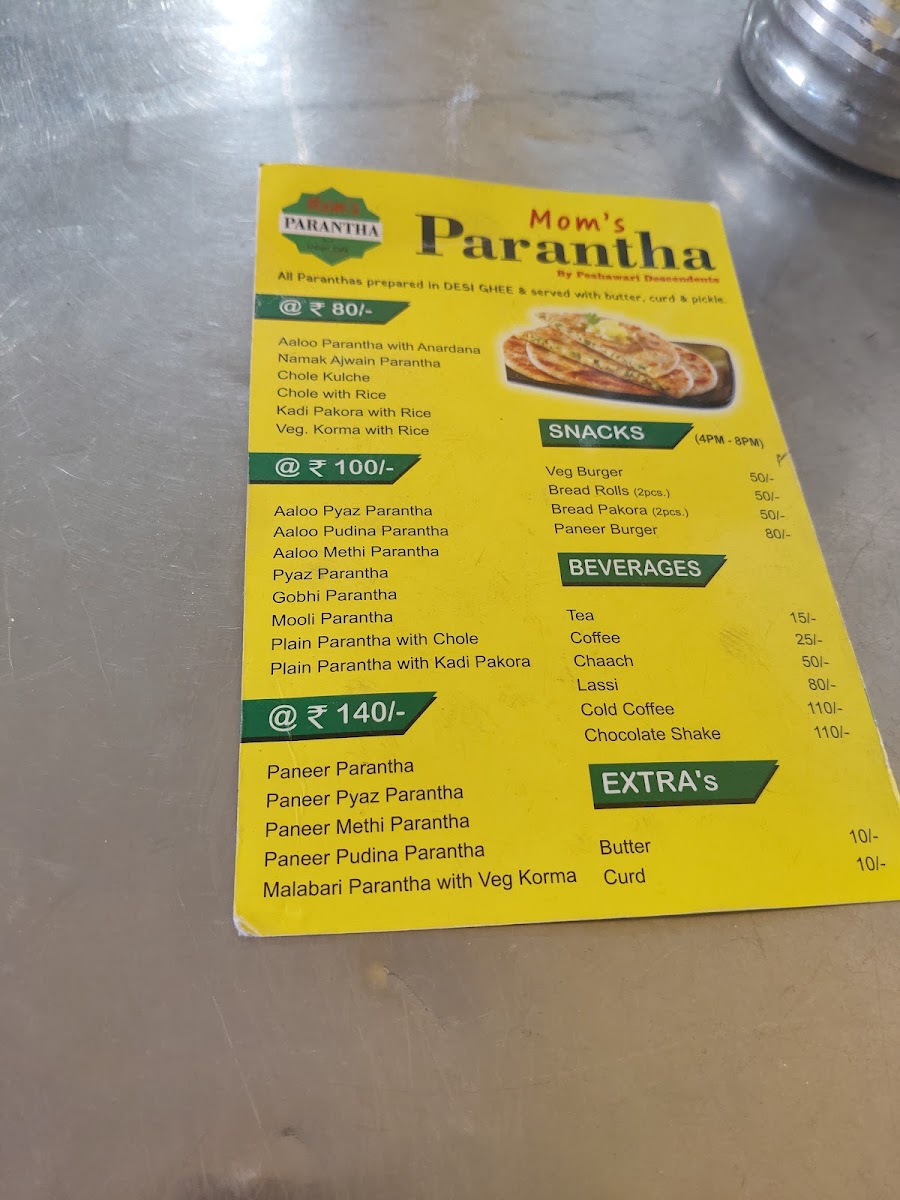 Mom's
PARANTHA
Mom's
Parantha
By Peshawari Descendents
All Paranthas prepared in DESI GHEE & served with butter, curd & pickle.
@ ₹ 80/-
Aaloo Parantha with Anardana
Namak Ajwain Parantha
Chole Kulche
Chole with Rice
Kadi Pakora with Rice
Veg. Korma with Rice
@ ₹ 100/-
Aaloo Pyaz Parantha
Aaloo Pudina Parantha
Aaloo Methi Parantha
Pyaz Parantha
Gobhi Parantha
Mooli Parantha
Plain Parantha with Chole
Plain Parantha with Kadi Pakora
@ ₹ 140/-
Paneer Parantha
Paneer Pyaz Parantha
Paneer Methi Parantha
Paneer Pudina Parantha
Malabari Parantha with Veg Korma
SNACKS (4PM - 8PM)
Veg Burger 50/-
Bread Rolls (2pcs.) 50/-
Bread Pakora (2pcs.) 50/-
Paneer Burger 80/-
BEVERAGES
Tea 15/-
Coffee 25/-
Chaach 50/-
Lassi 80/-
Cold Coffee 110/-
Chocolate Shake 110/-
EXTRA's
Butter 10/-
Curd 10/-